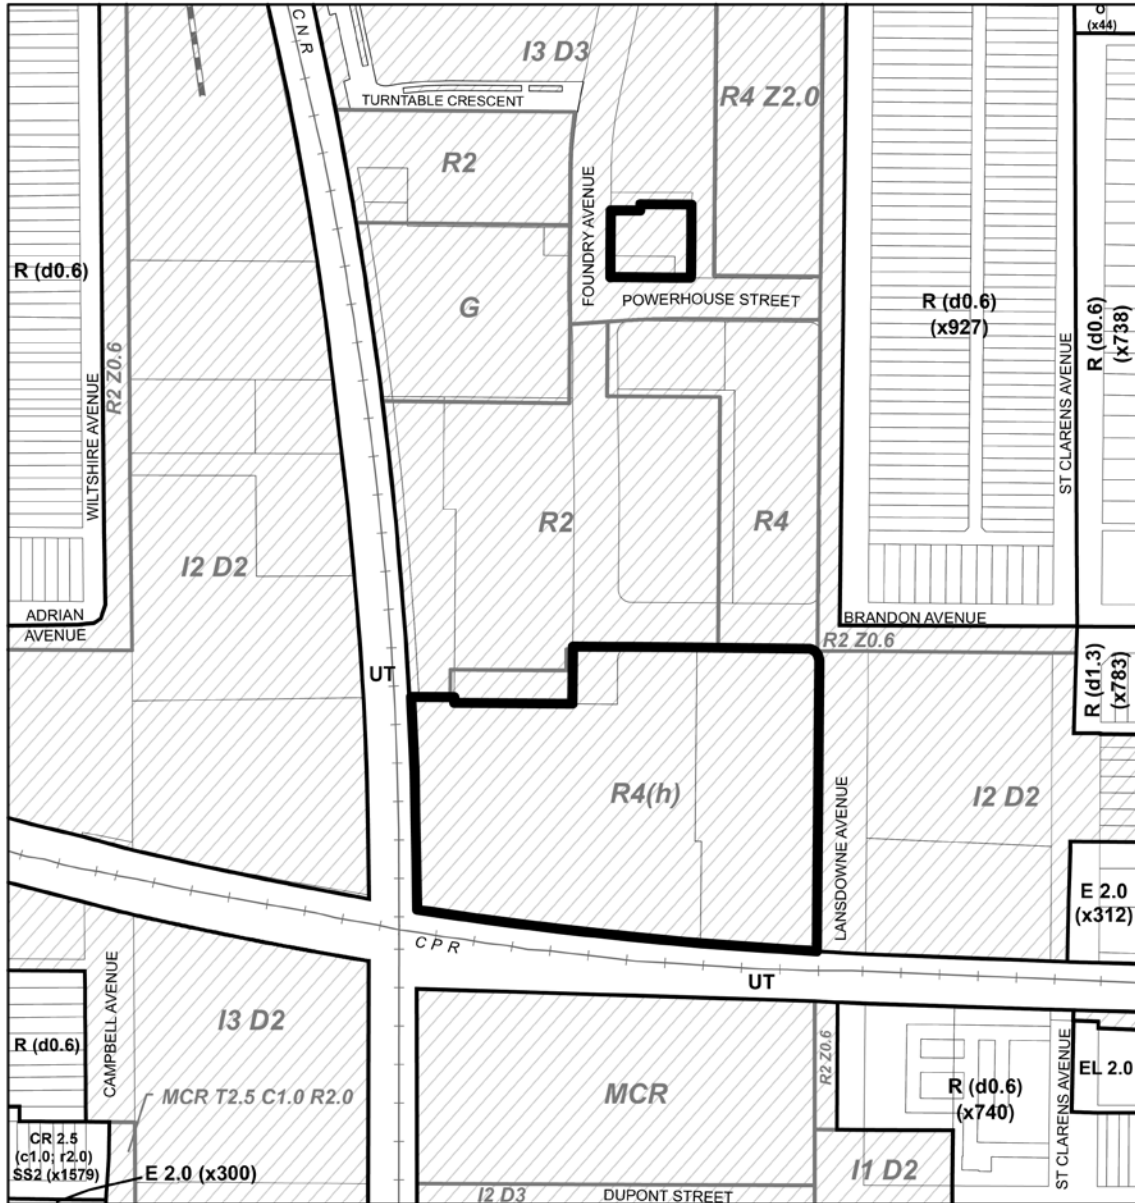 C
(x44)
CNR
I3 D3
R4 Z2.0
TURNTABLE CRESCENT
R2
FOUNDRY AVENUE
R (d0.6)
G
POWERHOUSE STREET
R (d0.6)
(x927)
R (d0.6)
(x738)
R2 Z0.6
WILTSHIRE AVENUE
ST CLARENS AVENUE
R2
R4
I2 D2
ADRIAN
AVENUE
BRANDON AVENUE
R2 Z0.6
UT
R (d1.3)
(x783)
R4(h)
LANSDOWNE AVENUE
I2 D2
E 2.0
(x312)
CPR
UT
CAMPBELL AVENUE
I3 D2
R (d0.6)
R2 Z0.6
ST CLARENS AVENUE
EL 2.0
MCR T2.5 C1.0 R2.0
MCR
R (d0.6)
(x740)
CR 2.5
(c1.0; r2.0)
SS2 (x1579)
E 2.0 (x300)
I1 D2
I2 D3
DUPONT STREET